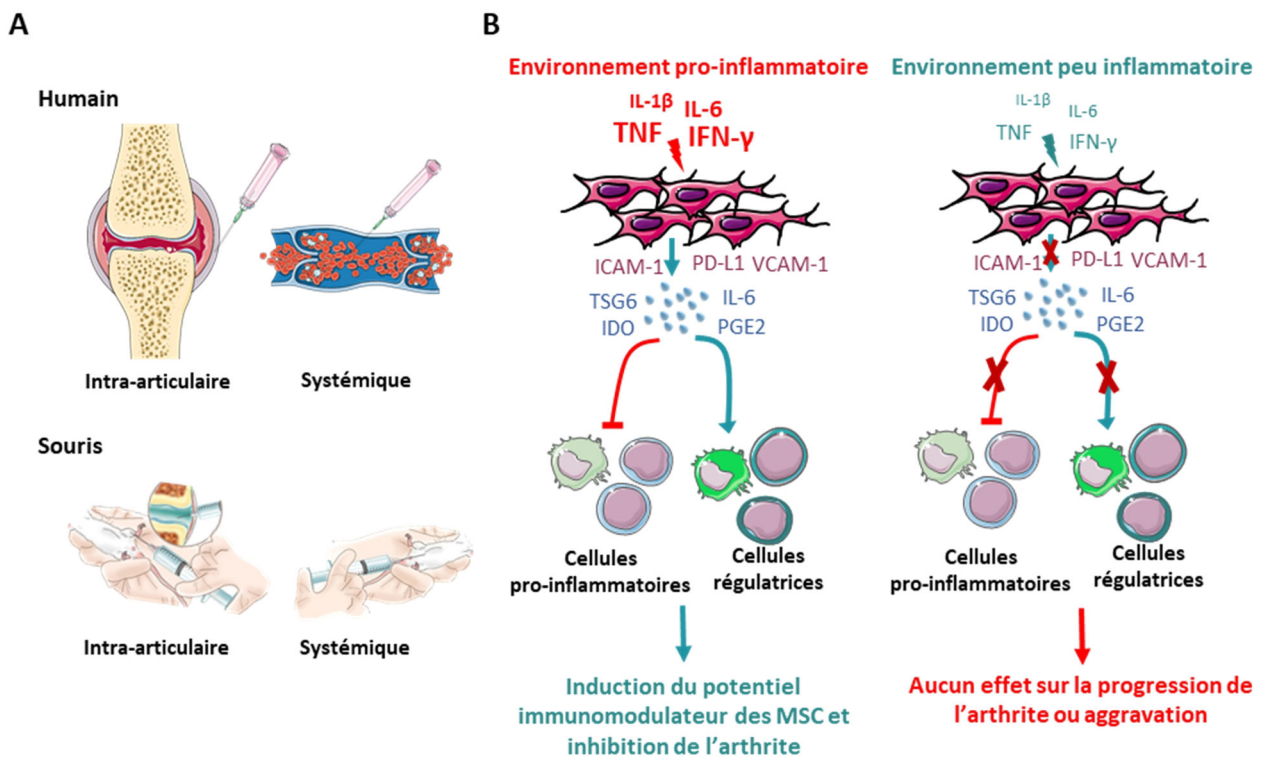 A
Humain
Intra-articulaire
Systémique
Souris
Intra-articulaire
Systémique
B
Environnement pro-inflammatoire
IL-1β IL-6
TNF IFN-γ
ICAM-1 PD-L1 VCAM-1
TSG6 IL-6
IDO PGE2
Cellules
pro-inflammatoires
Cellules
régulatrices
Induction du potentiel
immunomodulateur des MSC et
inhibition de l’arthrite
Environnement peu inflammatoire
IL-1β IL-6
TNF IFN-γ
ICAM-1 PD-L1 VCAM-1
TSG6 IL-6
IDO PGE2
Cellules
pro-inflammatoires
Cellules
régulatrices
Aucun effet sur la progression de
l’arthrite ou aggravation